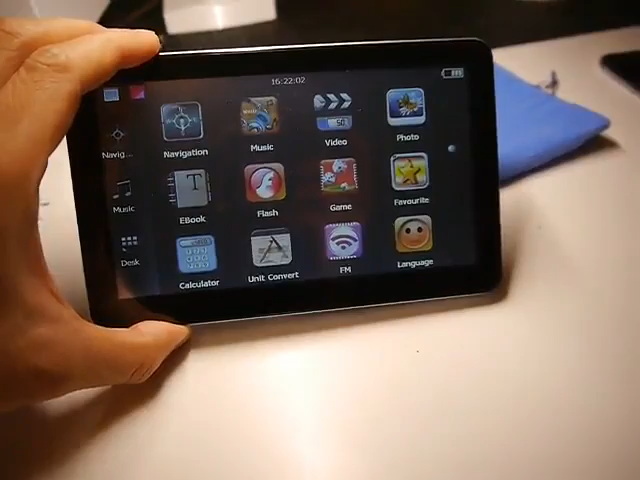 16:22:02
Navig...
Navigation
Music
Video
Photo
Music
EBook
Flash
Game
Favourite
Desk
Calculator
Unit Convert
FM
Language